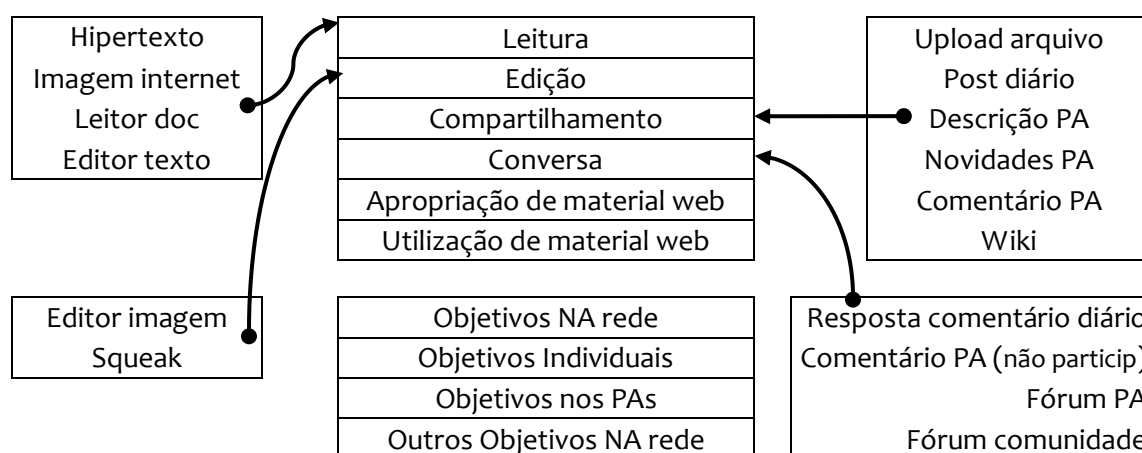 Hipertexto
Imagem internet
Leitor doc
Editor texto
Leitura
Edição
Compartilhamento
Conversa
Apropriação de material web
Utilização de material web
Upload arquivo
Post diário
Descrição PA
Novidades PA
Comentário PA
Wiki
Editor imagem
Squeak
Objetivos NA rede
Objetivos Individuais
Objetivos nos PAs
Outros Objetivos NA rede
Resposta comentário diário
Comentário PA (não particip)
Fórum PA
Fórum comunidade